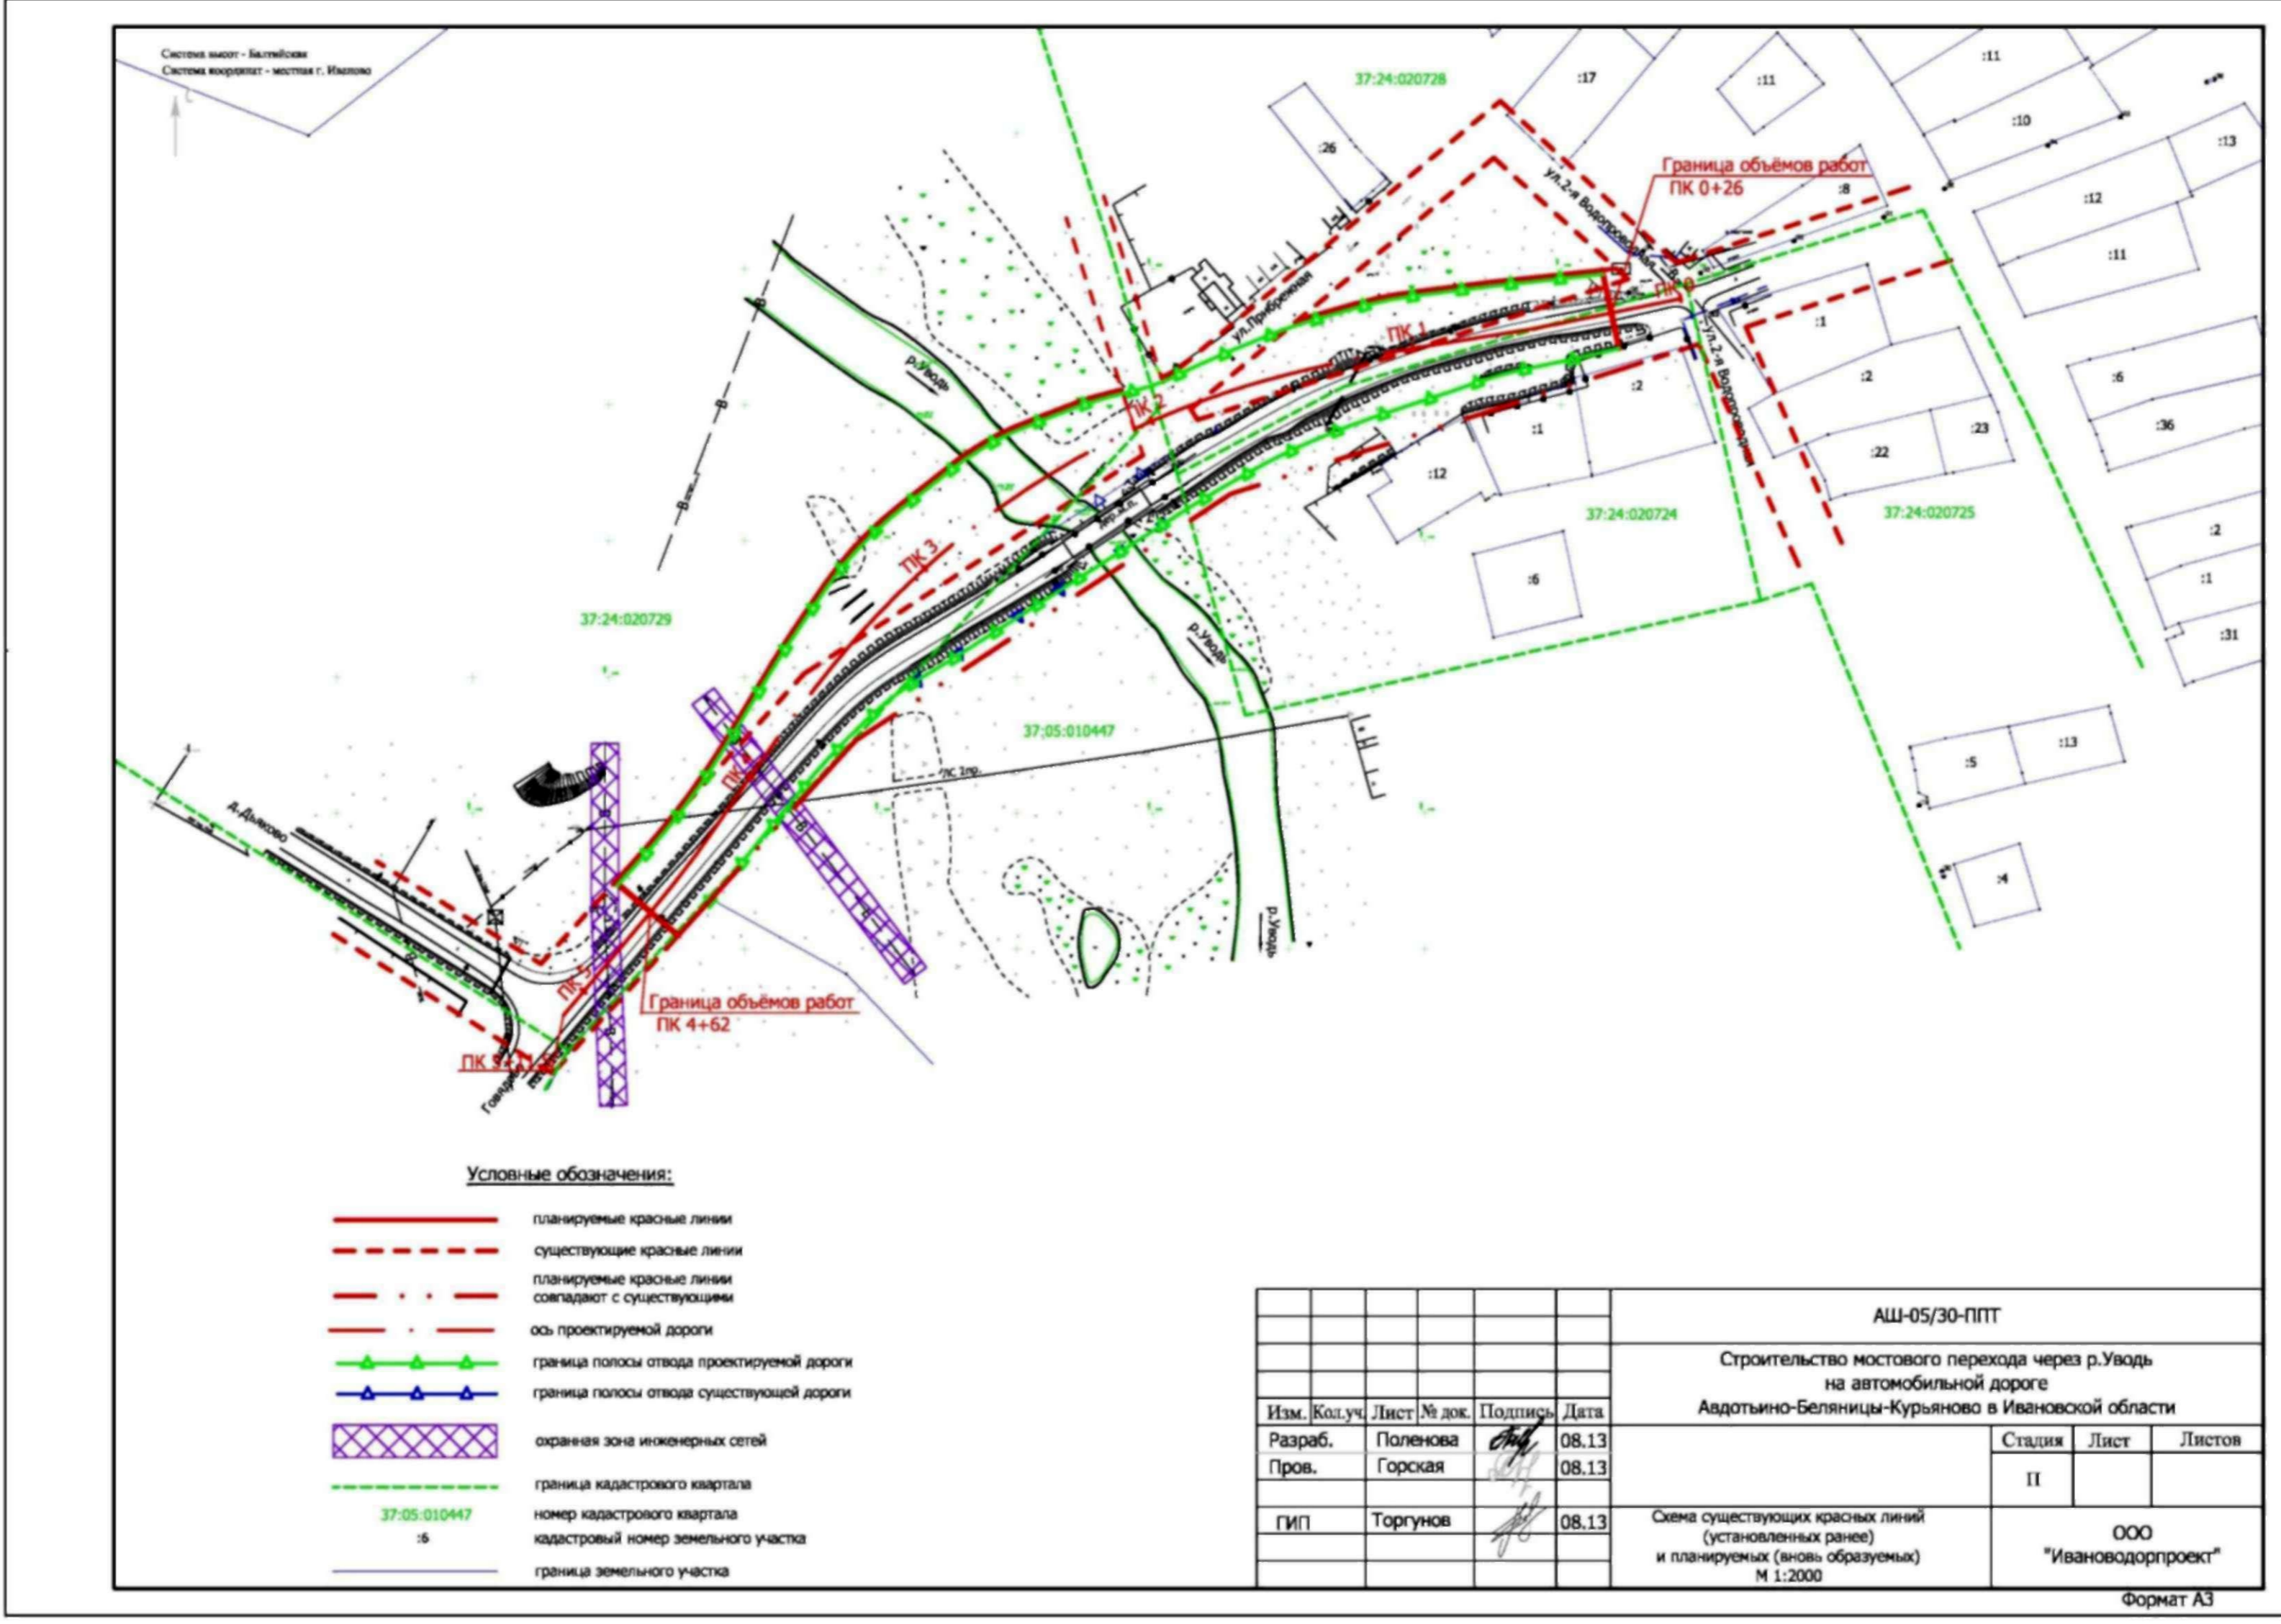 Система высот - Балтийская
Система координат - местная г. Иваново
С
37:24:020728
:17
:11
:11
:10
:13
:26
Граница объёмов работ
ПК 0+26
:8
:12
:11
ул.2-я Водопроводная
ул.Прибрежная
ПК 0
ПК 1
ПК 2
:1
:2
:6
:36
р.Уводь
:2
:1
:12
:22
:23
ул.2-я Водопроводная
37:24:020724
37:24:020725
:2
:1
:31
:6
ПК 3
37:24:020729
р.Уводь
37:05:010447
ЛС 2пр.
:5
:13
:4
д.Дьяково
р.Уводь
ПК 5
Граница объёмов работ
ПК 4+62
Условные обозначения:
планируемые красные линии
существующие красные линии
планируемые красные линии
совпадают с существующими
ось проектируемой дороги
граница полосы отвода проектируемой дороги
граница полосы отвода существующей дороги
охранная зона инженерных сетей
граница кадастрового квартала
37:05:010447 номер кадастрового квартала
:6 кадастровый номер земельного участка
граница земельного участка
АШ-05/30-ППТ
Строительство мостового перехода через р.Уводь
на автомобильной дороге
Авдотьино-Беляницы-Курьяново в Ивановской области
Изм. Кол.уч. Лист № док. Подпись Дата
Разраб. Поленова 08.13
Пров. Горская 08.13
ГИП Торгунов 08.13
Стадия Лист Листов
П
Схема существующих красных линий
(установленных ранее)
и планируемых (вновь образуемых)
М 1:2000
ООО
"Ивановодорпроект"
Формат А3